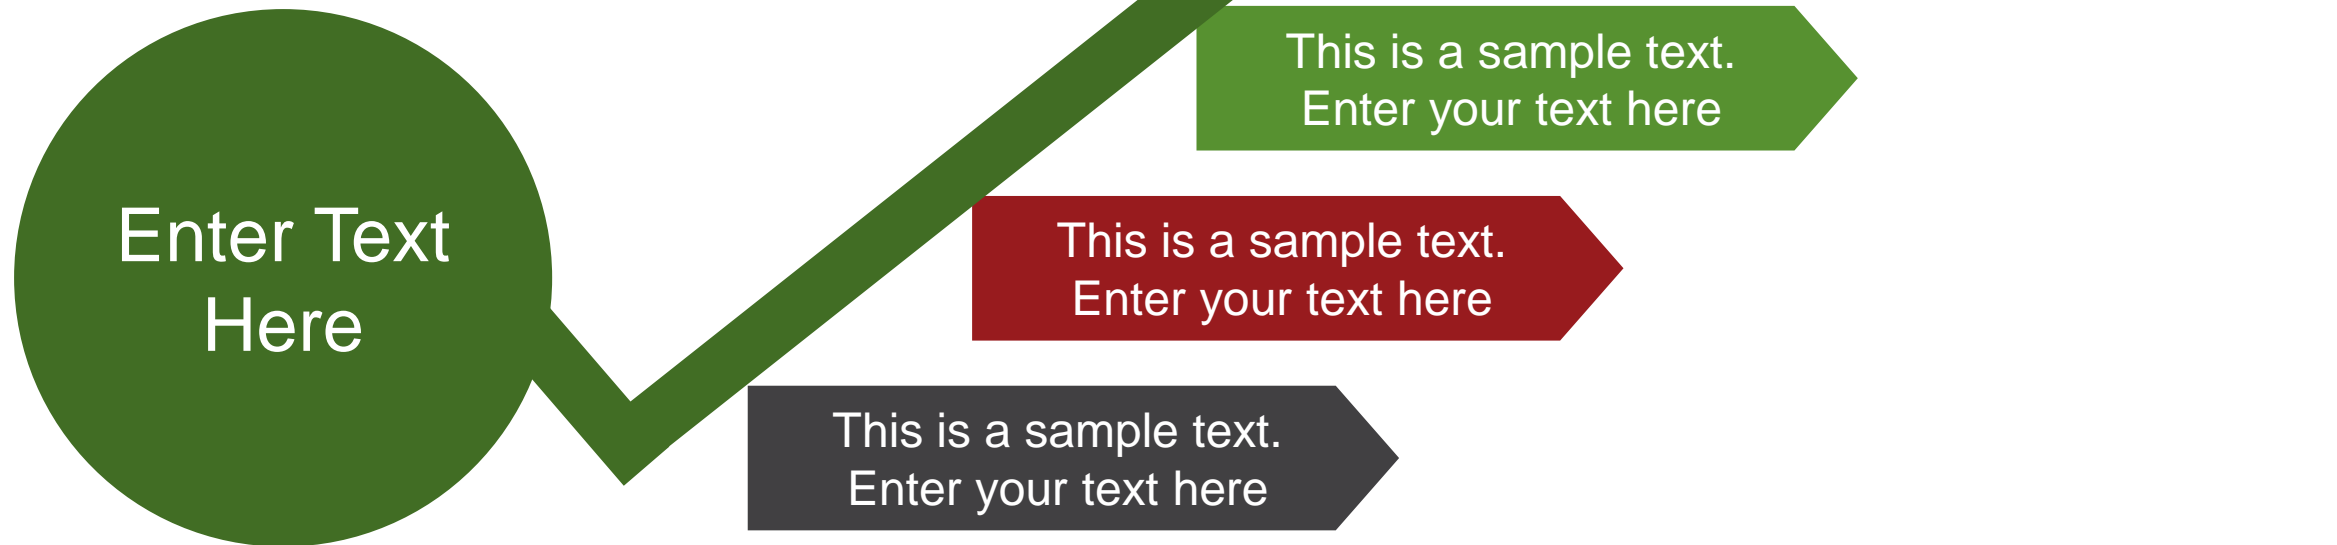 Enter Text
Here
This is a sample text.
Enter your text here
This is a sample text.
Enter your text here
This is a sample text.
Enter your text here